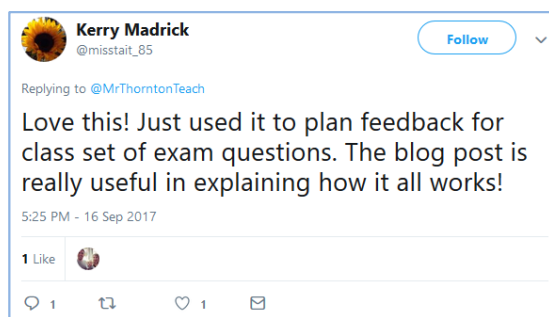 Kerry Madrick
@misstait_85
Follow
Replying to @MrThorntonTeach
Love this! Just used it to plan feedback for
class set of exam questions. The blog post is
really useful in explaining how it all works!
5:25 PM - 16 Sep 2017
1 Like
1
1